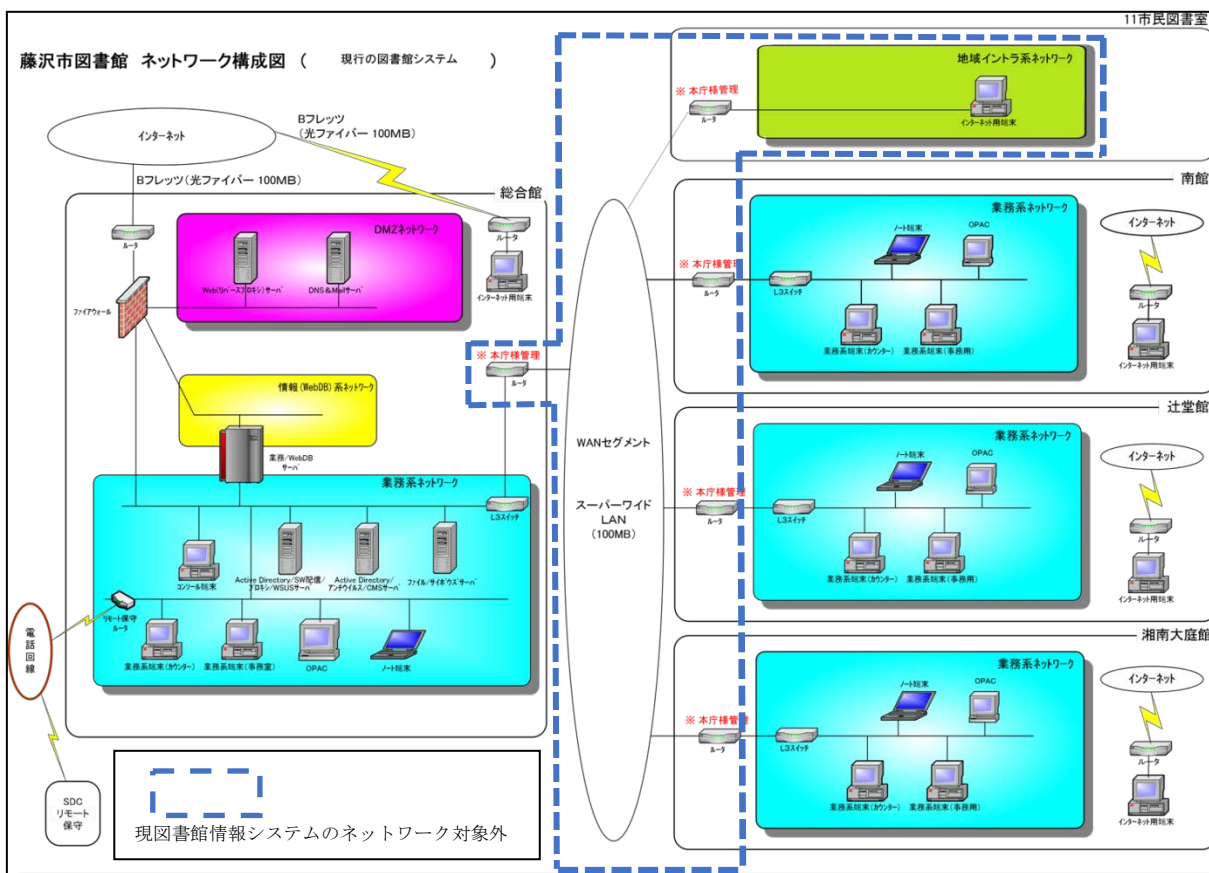 11市民図書室
藤沢市図書館 ネットワーク構成図 (
現行の図書館システム
)
地域イントラ系ネットワーク
※ 本庁様管理
ルータ
インターネット用端末
Bフレッツ
(光ファイバー 100MB)
インターネット
Bフレッツ(光ファイバー 100MB)
総合館
ルータ
DMZネットワーク
Web(リバースプロキシ)サーバ
DNS&Mailサーバ
ルータ
インターネット用端末
ファイアウォール
※ 本庁様管理
ルータ
情報(WebDB)系ネットワーク
業務/WebDB
サーバ
業務系ネットワーク
L3スイッチ
コンソール端末
Active Directory/SW配信/
プロキシ/WSUSサーバ
Active Directory/
アンチウイルス/CMSサーバ
ファイル/サイボウズサーバ
リモート保守
ルータ
業務系端末(カウンター)
業務系端末(事務室)
OPAC
ノート端末
電話回線
SDC
リモート
保守
WANセグメント
スーパーワイド
LAN
(100MB)
南館
業務系ネットワーク
ノート端末
OPAC
※ 本庁様管理
ルータ
L3スイッチ
業務系端末(カウンター)
業務系端末(事務用)
インターネット
ルータ
インターネット用端末
辻堂館
業務系ネットワーク
ノート端末
OPAC
※ 本庁様管理
ルータ
L3スイッチ
業務系端末(カウンター)
業務系端末(事務用)
インターネット
ルータ
インターネット用端末
湘南大庭館
業務系ネットワーク
ノート端末
OPAC
※ 本庁様管理
ルータ
L3スイッチ
業務系端末(カウンター)
業務系端末(事務用)
インターネット
ルータ
インターネット用端末
現図書館情報システムのネットワーク対象外